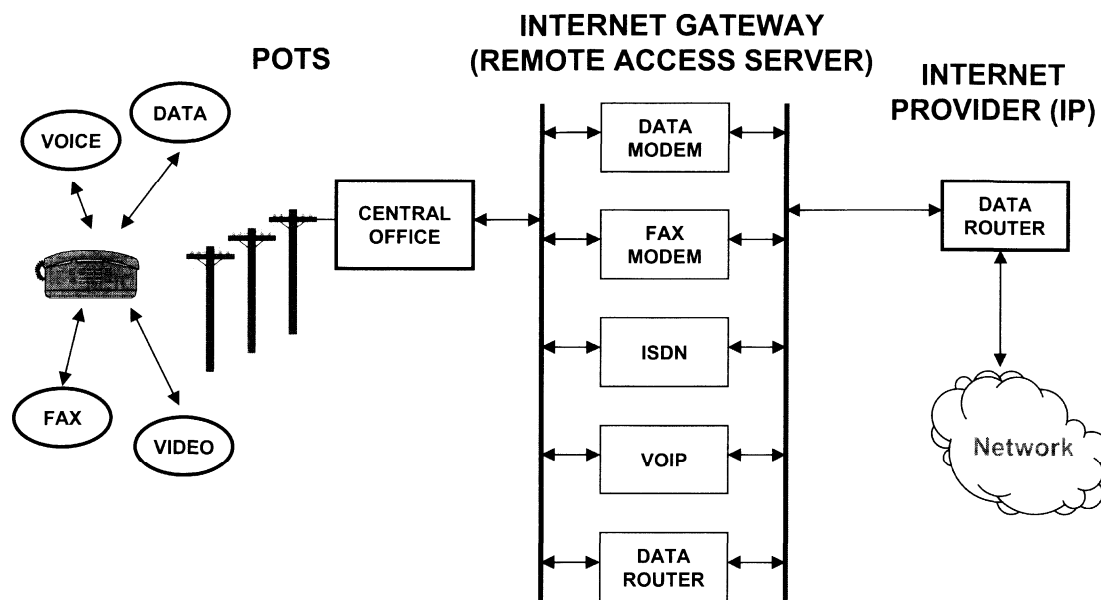 POTS
INTERNET GATEWAY
(REMOTE ACCESS SERVER)
INTERNET
PROVIDER (IP)
VOICE
DATA
FAX
VIDEO
CENTRAL
OFFICE
DATA
MODEM
FAX
MODEM
ISDN
VOIP
DATA
ROUTER
DATA
ROUTER
Network